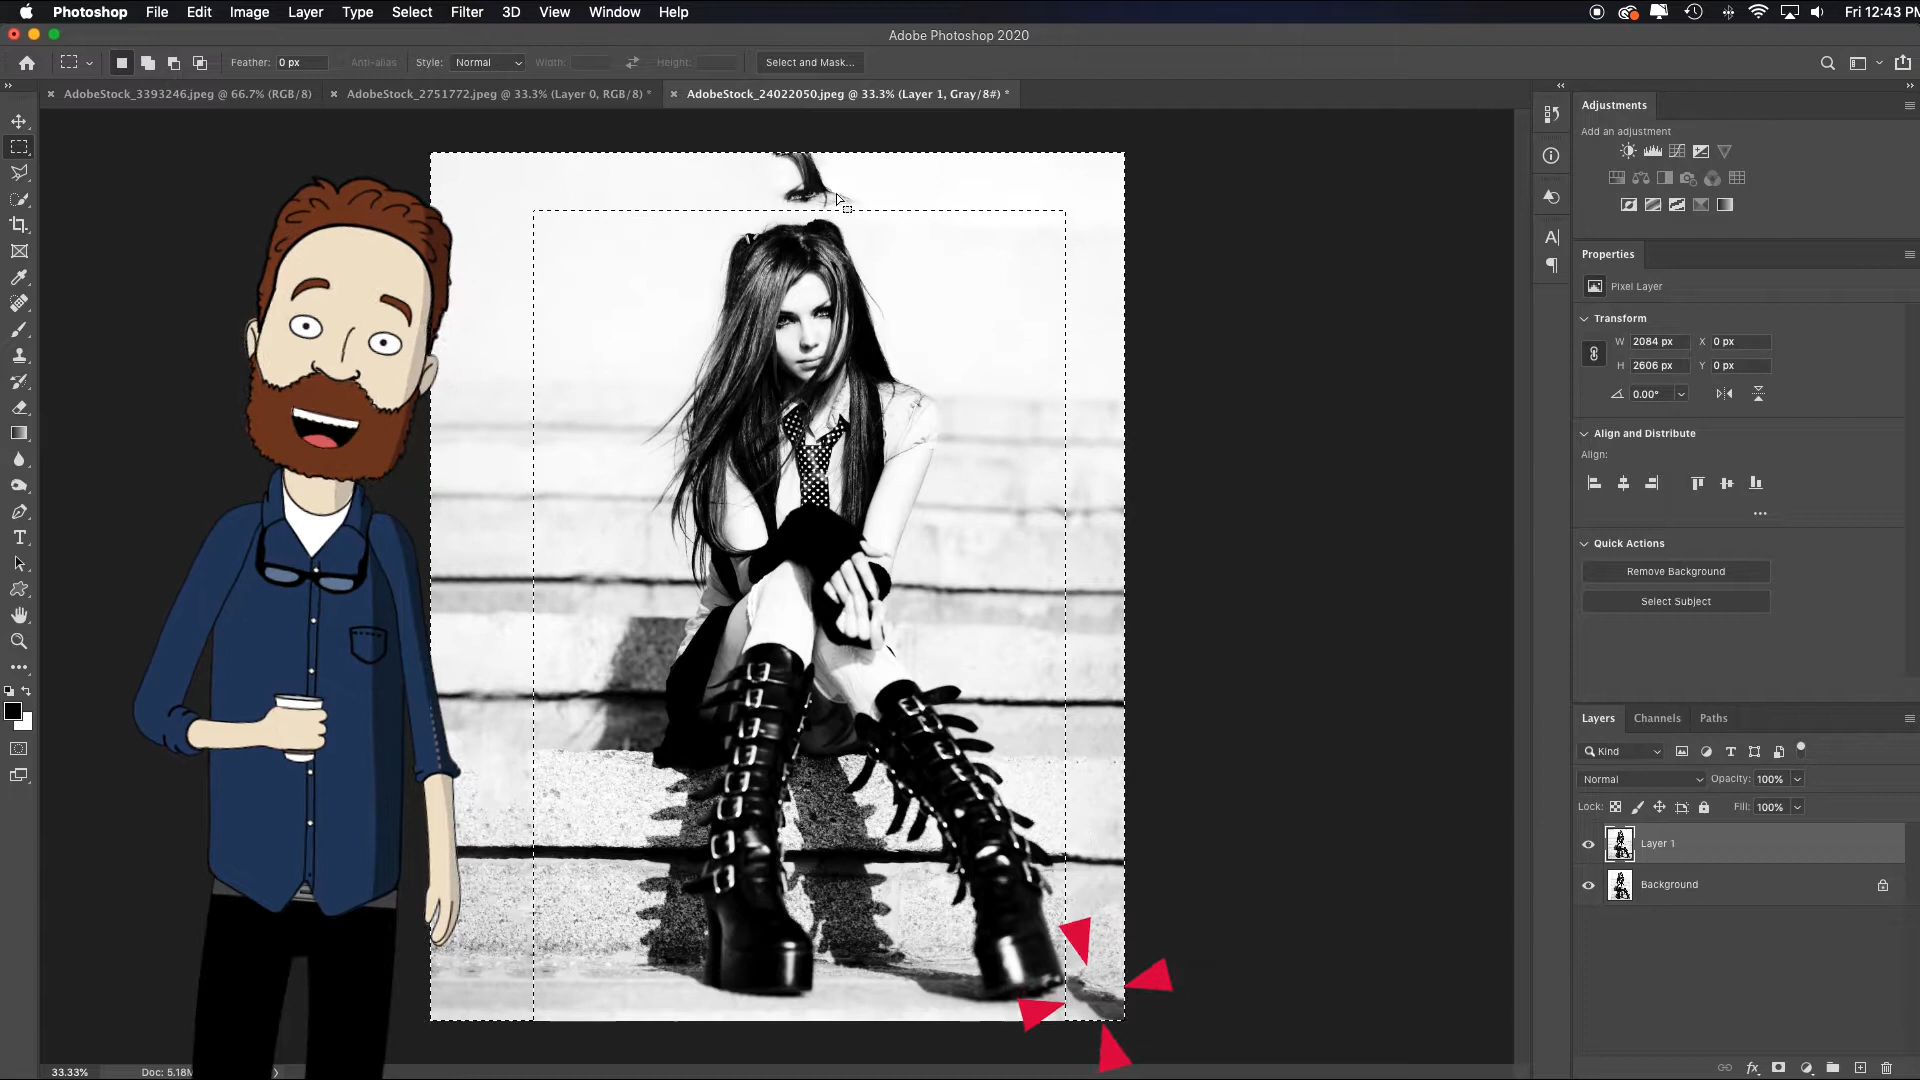 Photoshop File Edit Image Layer Type Select Filter 3D View Window Help Fri 12:43 PM
Adobe Photoshop 2020
Feather: 0 px Anti-alias Style: Normal Width: Height: Select and Mask...
AdobeStock_3393246.jpeg @ 66.7% (RGB/8) AdobeStock_2751772.jpeg @ 33.3% (Layer 0, RGB/8) * AdobeStock_24022050.jpeg @ 33.3% (Layer 1, Gray/8#) *
Adjustments
Add an adjustment
Properties
Pixel Layer
Transform
W 2084 px X 0 px
H 2606 px Y 0 px
0.00°
Align and Distribute
Align:
Quick Actions
Remove Background
Select Subject
Layers Channels Paths
Kind
Normal Opacity: 100%
Lock: Fill: 100%
Layer 1
Background
33.33% Doc: 5.18M